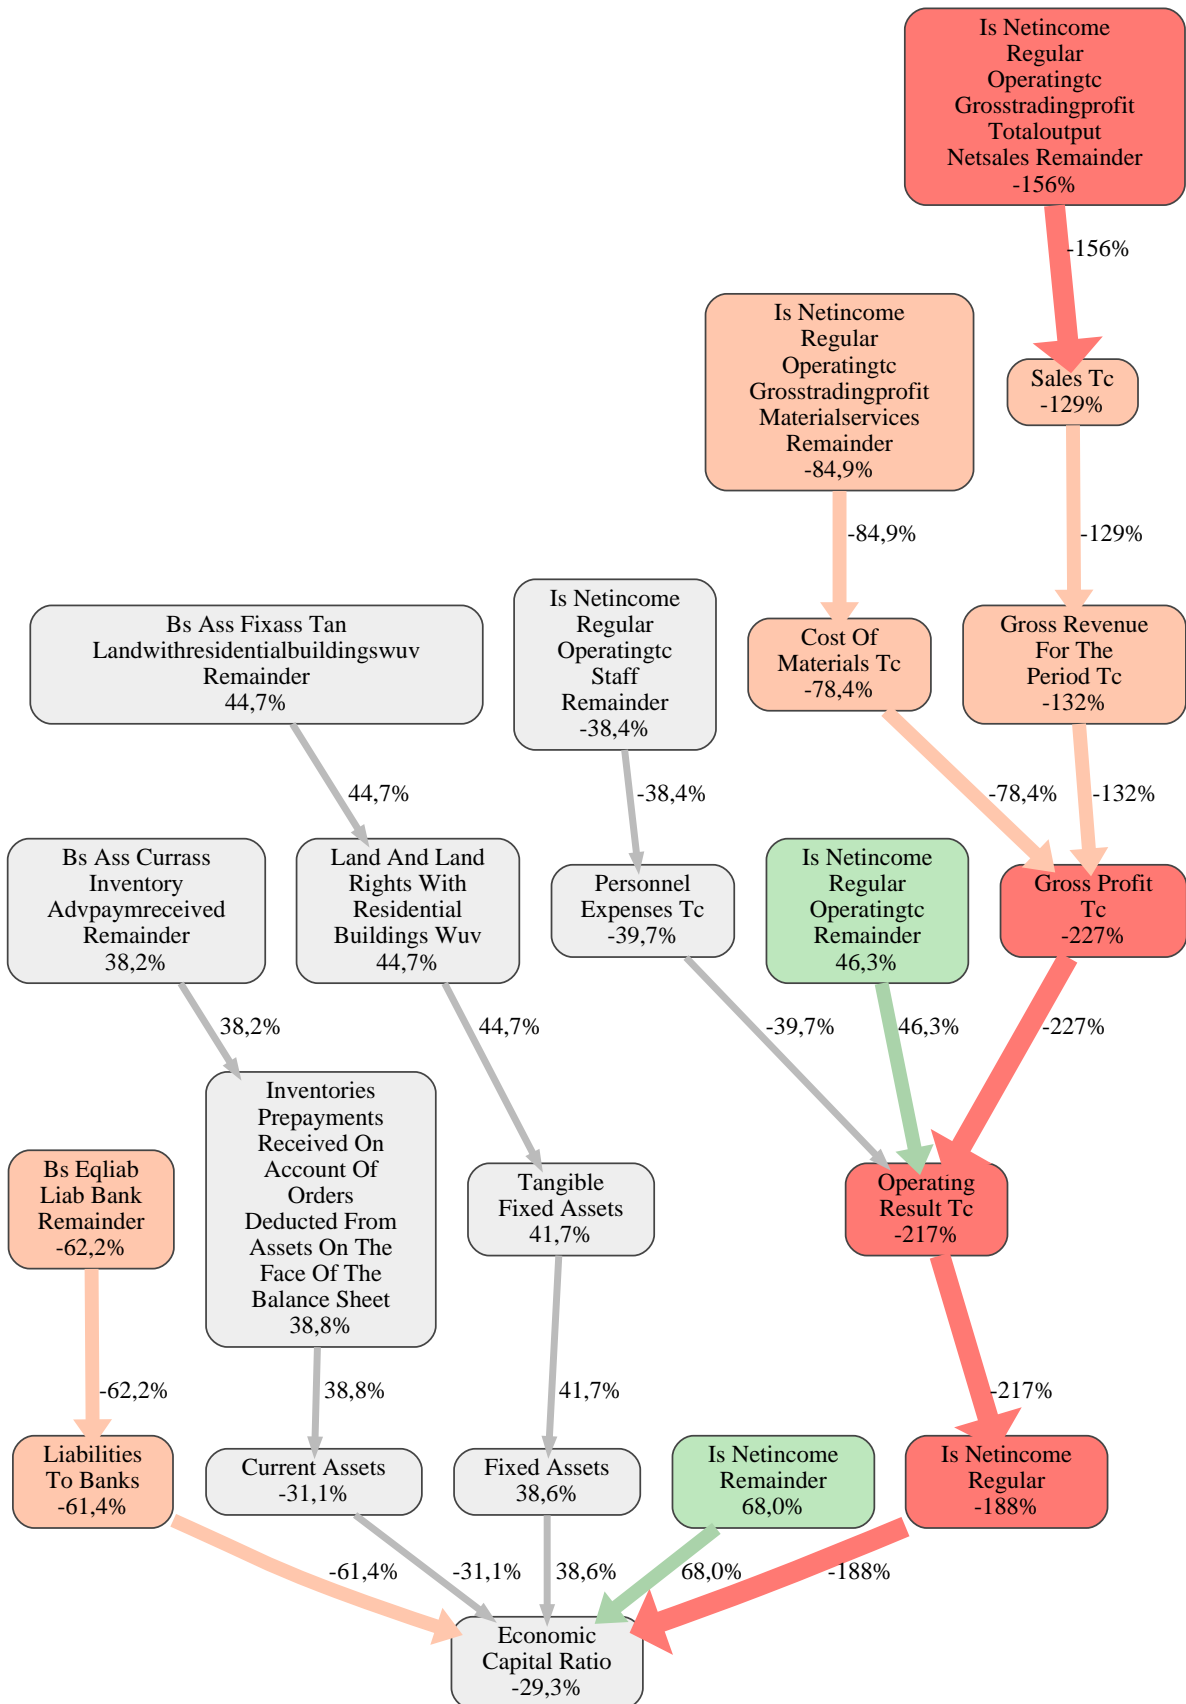 Is Netincome
Regular
Operatingtc
Grosstradingprofit
Totaloutput
Netsales Remainder
-156%
-156%
Is Netincome
Regular
Operatingtc
Grosstradingprofit
Materialservices
Remainder
-84,9%
Sales Tc
-129%
-84,9%
-129%
Bs Ass Fixass Tan
Landwithresidentialbuildingswuv
Remainder
44,7%
Is Netincome
Regular
Operatingtc
Staff
Remainder
-38,4%
Cost Of
Materials Tc
-78,4%
Gross Revenue
For The
Period Tc
-132%
44,7%
-38,4%
-78,4%
-132%
Bs Ass Currass
Inventory
Advpaymreceived
Remainder
38,2%
Land And Land
Rights With
Residential
Buildings Wuv
44,7%
Personnel
Expenses Tc
-39,7%
Is Netincome
Regular
Operatingtc
Remainder
46,3%
Gross Profit
Tc
-227%
38,2%
44,7%
-39,7%
46,3%
-227%
Bs Eqliab
Liab Bank
Remainder
-62,2%
Inventories
Prepayments
Received On
Account Of
Orders
Deducted From
Assets On The
Face Of The
Balance Sheet
38,8%
Tangible
Fixed Assets
41,7%
Operating
Result Tc
-217%
-62,2%
38,8%
41,7%
-217%
Liabilities
To Banks
-61,4%
Current Assets
-31,1%
Fixed Assets
38,6%
Is Netincome
Remainder
68,0%
Is Netincome
Regular
-188%
-61,4%
-31,1%
38,6%
68,0%
-188%
Economic
Capital Ratio
-29,3%